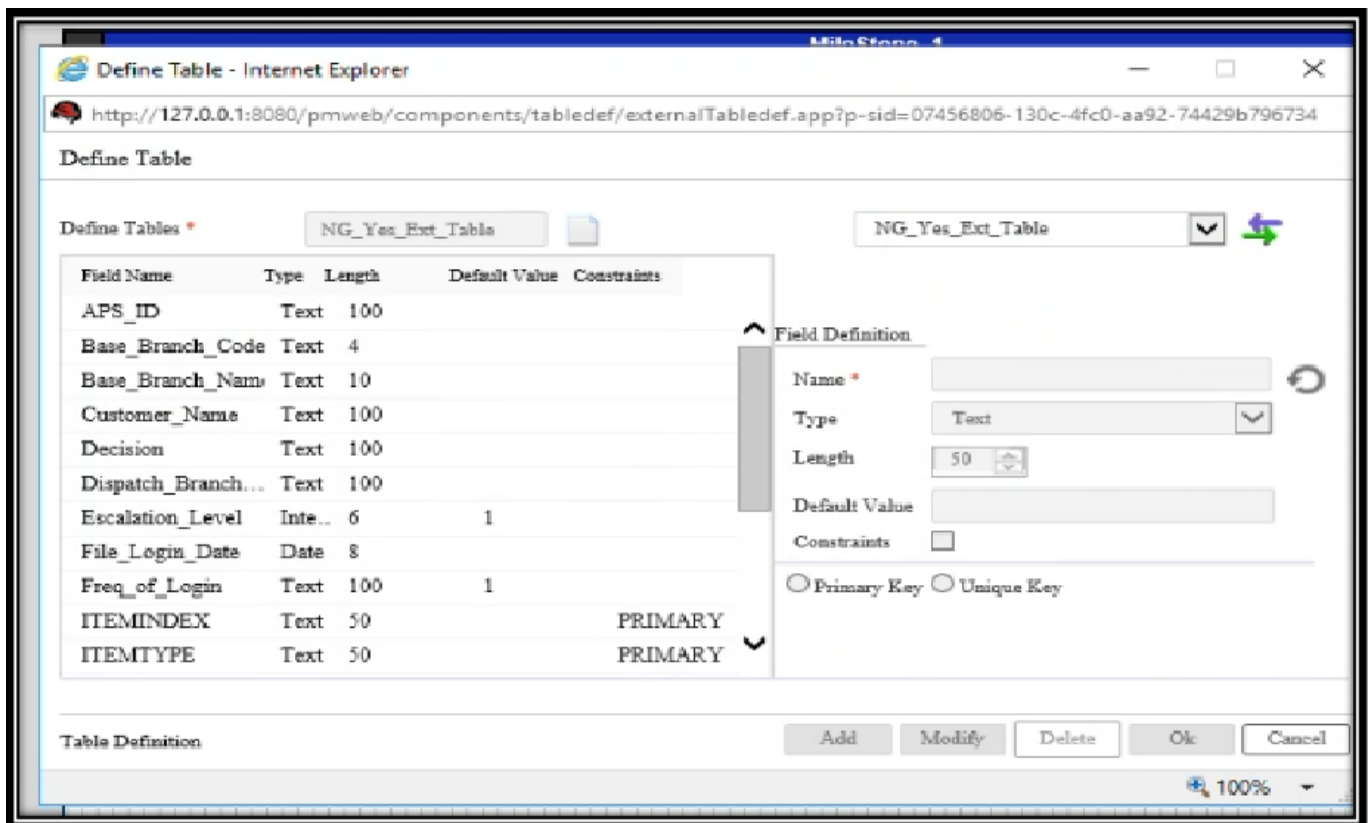 MileStone_1
Define Table - Internet Explorer
http://127.0.0.1:8080/pmweb/components/tabledef/externalTabledef.app?p-sid=07456806-130c-4fc0-aa92-74429b796734
Define Table
Define Tables * NG_Yes_Ext_Table NG_Yes_Ext_Table
Field Name Type Length Default Value Constraints
APS_ID Text 100
Base_Branch_Code Text 4
Base_Branch_Nam Text 10
Customer_Name Text 100
Decision Text 100
Dispatch_Branch... Text 100
Escalation_Level Inte... 6 1
File_Login_Date Date 8
Freq_of_Login Text 100 1
ITEMINDEX Text 50 PRIMARY
ITEMTYPE Text 50 PRIMARY
Field Definition
Name *
Type Text
Length 50
Default Value
Constraints
Primary Key Unique Key
Table Definition Add Modify Delete Ok Cancel
100%